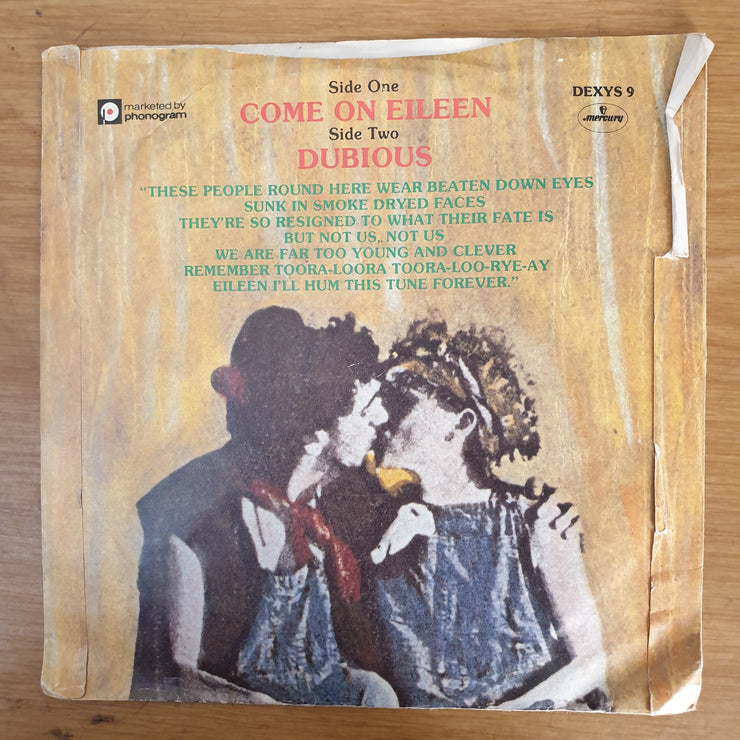 Side One
COME ON EILEEN
Side Two
DUBIOUS
marketed by
phonogram
DEXYS 9
mercury
"THESE PEOPLE ROUND HERE WEAR BEATEN DOWN EYES
SUNK IN SMOKE DRYED FACES
THEY'RE SO RESIGNED TO WHAT THEIR FATE IS
BUT NOT US,. NOT US
WE ARE FAR TOO YOUNG AND CLEVER
REMEMBER TOORA-LOORA TOORA-LOO-RYE-AY
EILEEN I'LL HUM THIS TUNE FOREVER."